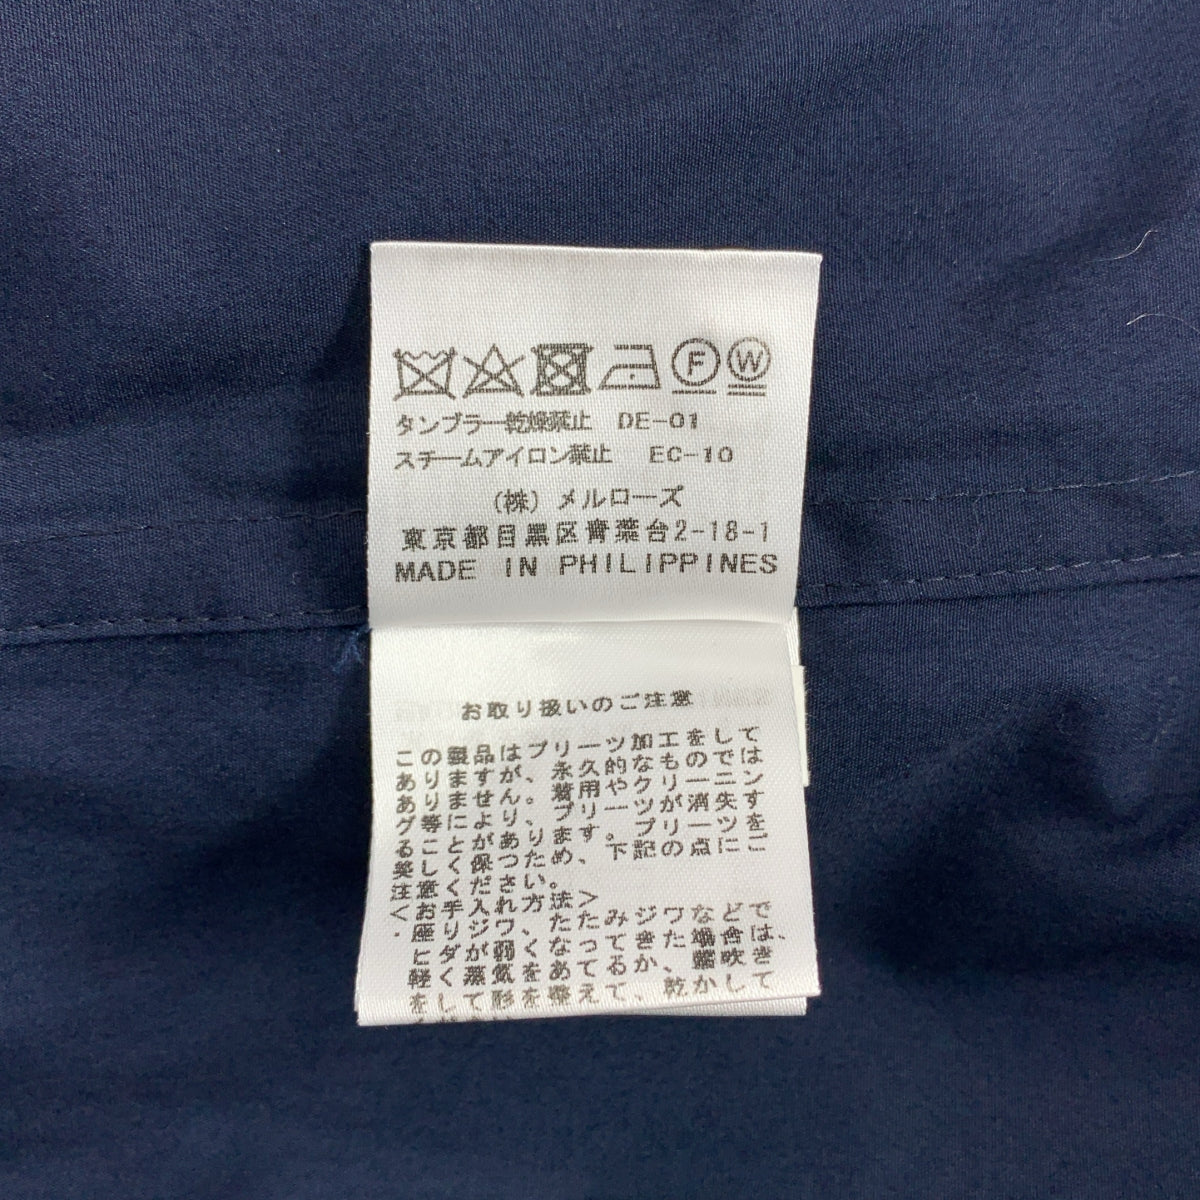 F W
タンブラー乾燥禁止 DE-01
スチームアイロン禁止 EC-10
(株)メルローズ
東京都目黒区青葉台2-18-1
MADE IN PHILIPPINES
お取り扱いのご注意
この製品はプリーツ加工をして
ありますが、永久的なものでは
ありません。着用やクリーニン
グ等により、プリーツが消失す
ることがあります。プリーツを
美しく保つため、下記の点にご
注意ください。
<お手入れ方法>
・座りジワ、たたみジワなどで
ヒダが弱くなってきた場合は、
軽く蒸気をあてるか、霧吹き
をして形を整えて、乾かして